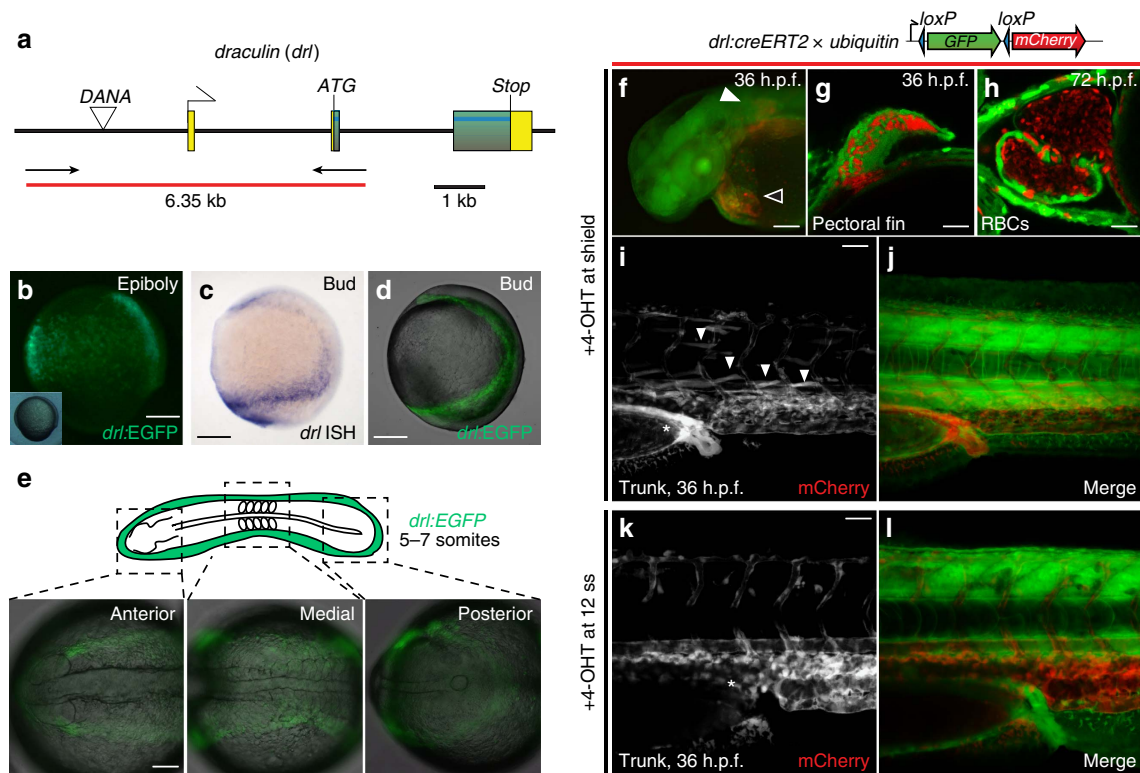 a
draculin (drl)
DANA
ATG
Stop
6.35 kb
1 kb
b
Epiboly
drl:EGFP
c
Bud
drl ISH
d
Bud
drl:EGFP
e
drl:EGFP
5–7 somites
Anterior
Medial
Posterior
loxP
loxP
drl:creERT2 × ubiquitin
GFP
mCherry
+4-OHT at shield
f
36 h.p.f.
g
36 h.p.f.
Pectoral fin
h
72 h.p.f.
RBCs
i
*
Trunk, 36 h.p.f.
mCherry
j
Merge
+4-OHT at 12 ss
k
*
Trunk, 36 h.p.f.
mCherry
l
Merge